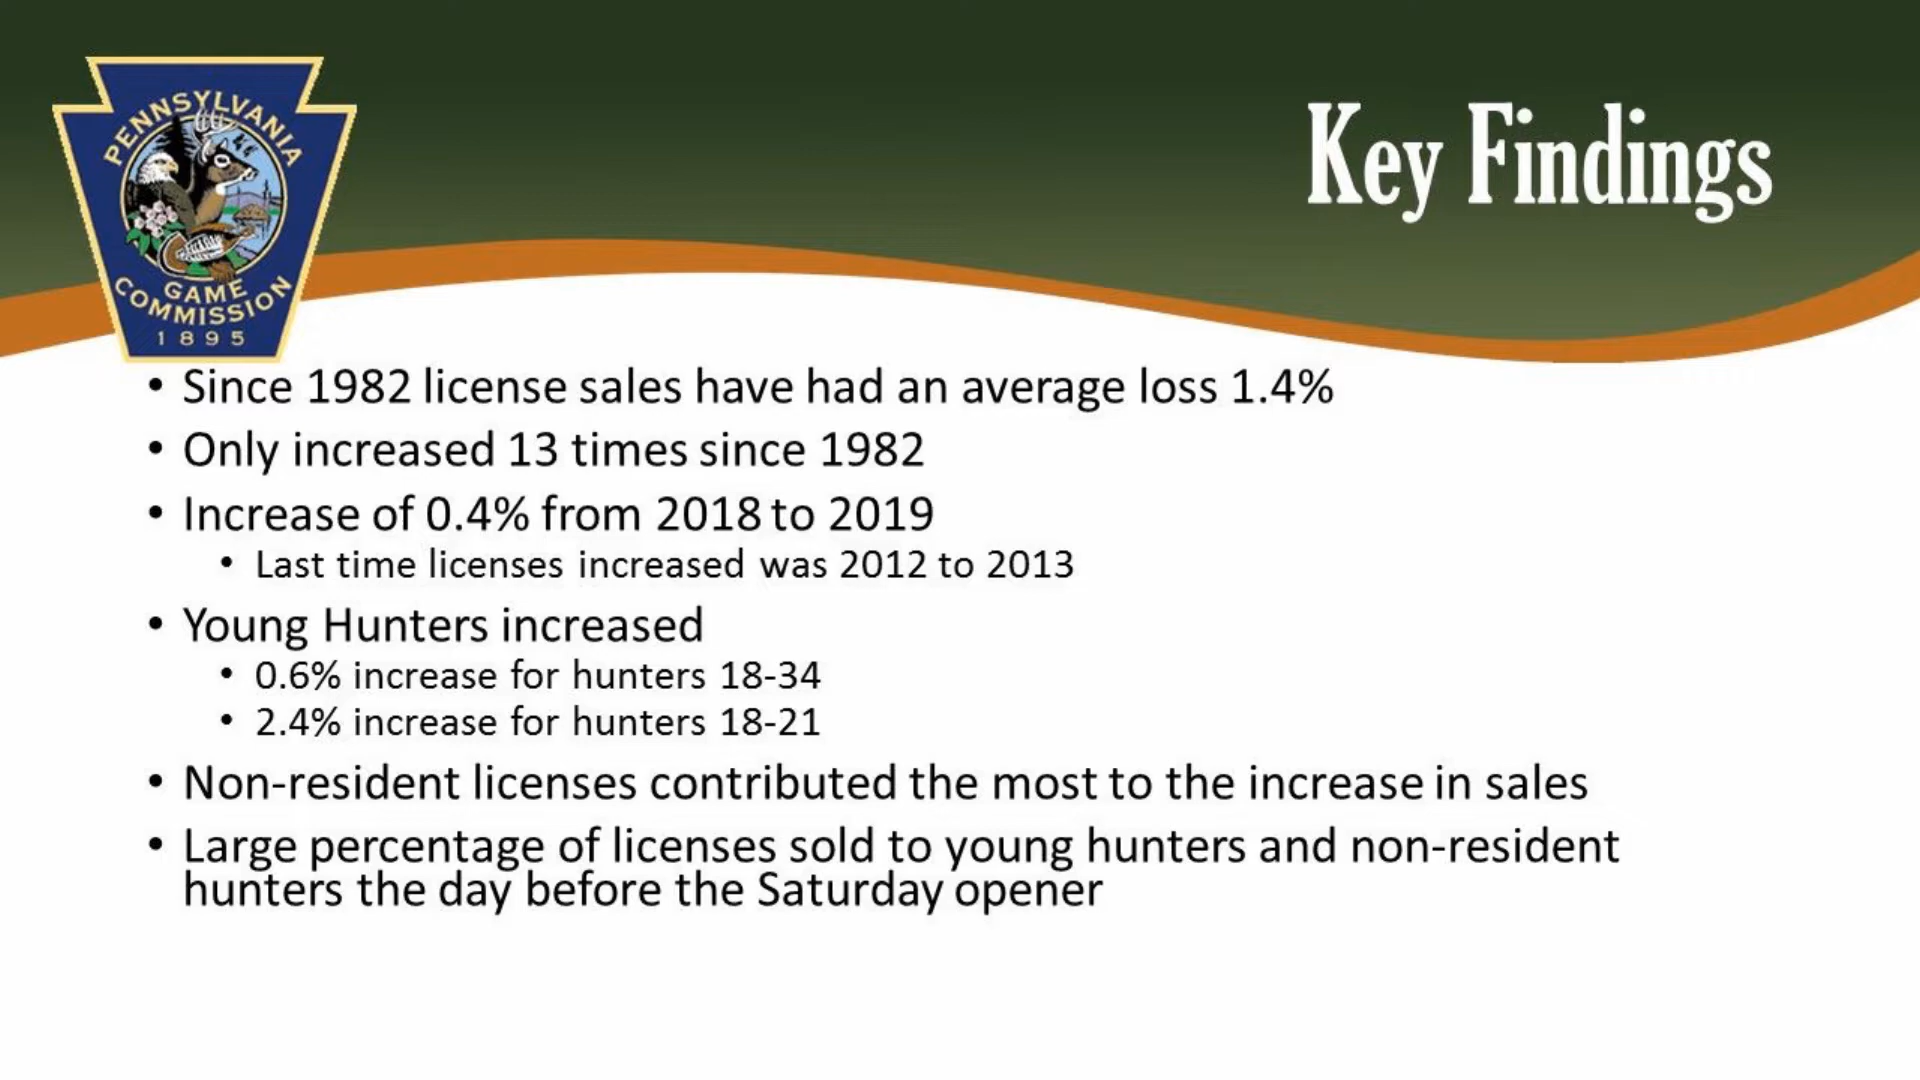 PENNSYLVANIA
GAME
COMMISSION
1895
Key Findings
• Since 1982 license sales have had an average loss 1.4%
• Only increased 13 times since 1982
• Increase of 0.4% from 2018 to 2019
• Last time licenses increased was 2012 to 2013
• Young Hunters increased
• 0.6% increase for hunters 18-34
• 2.4% increase for hunters 18-21
• Non-resident licenses contributed the most to the increase in sales
• Large percentage of licenses sold to young hunters and non-resident
hunters the day before the Saturday opener